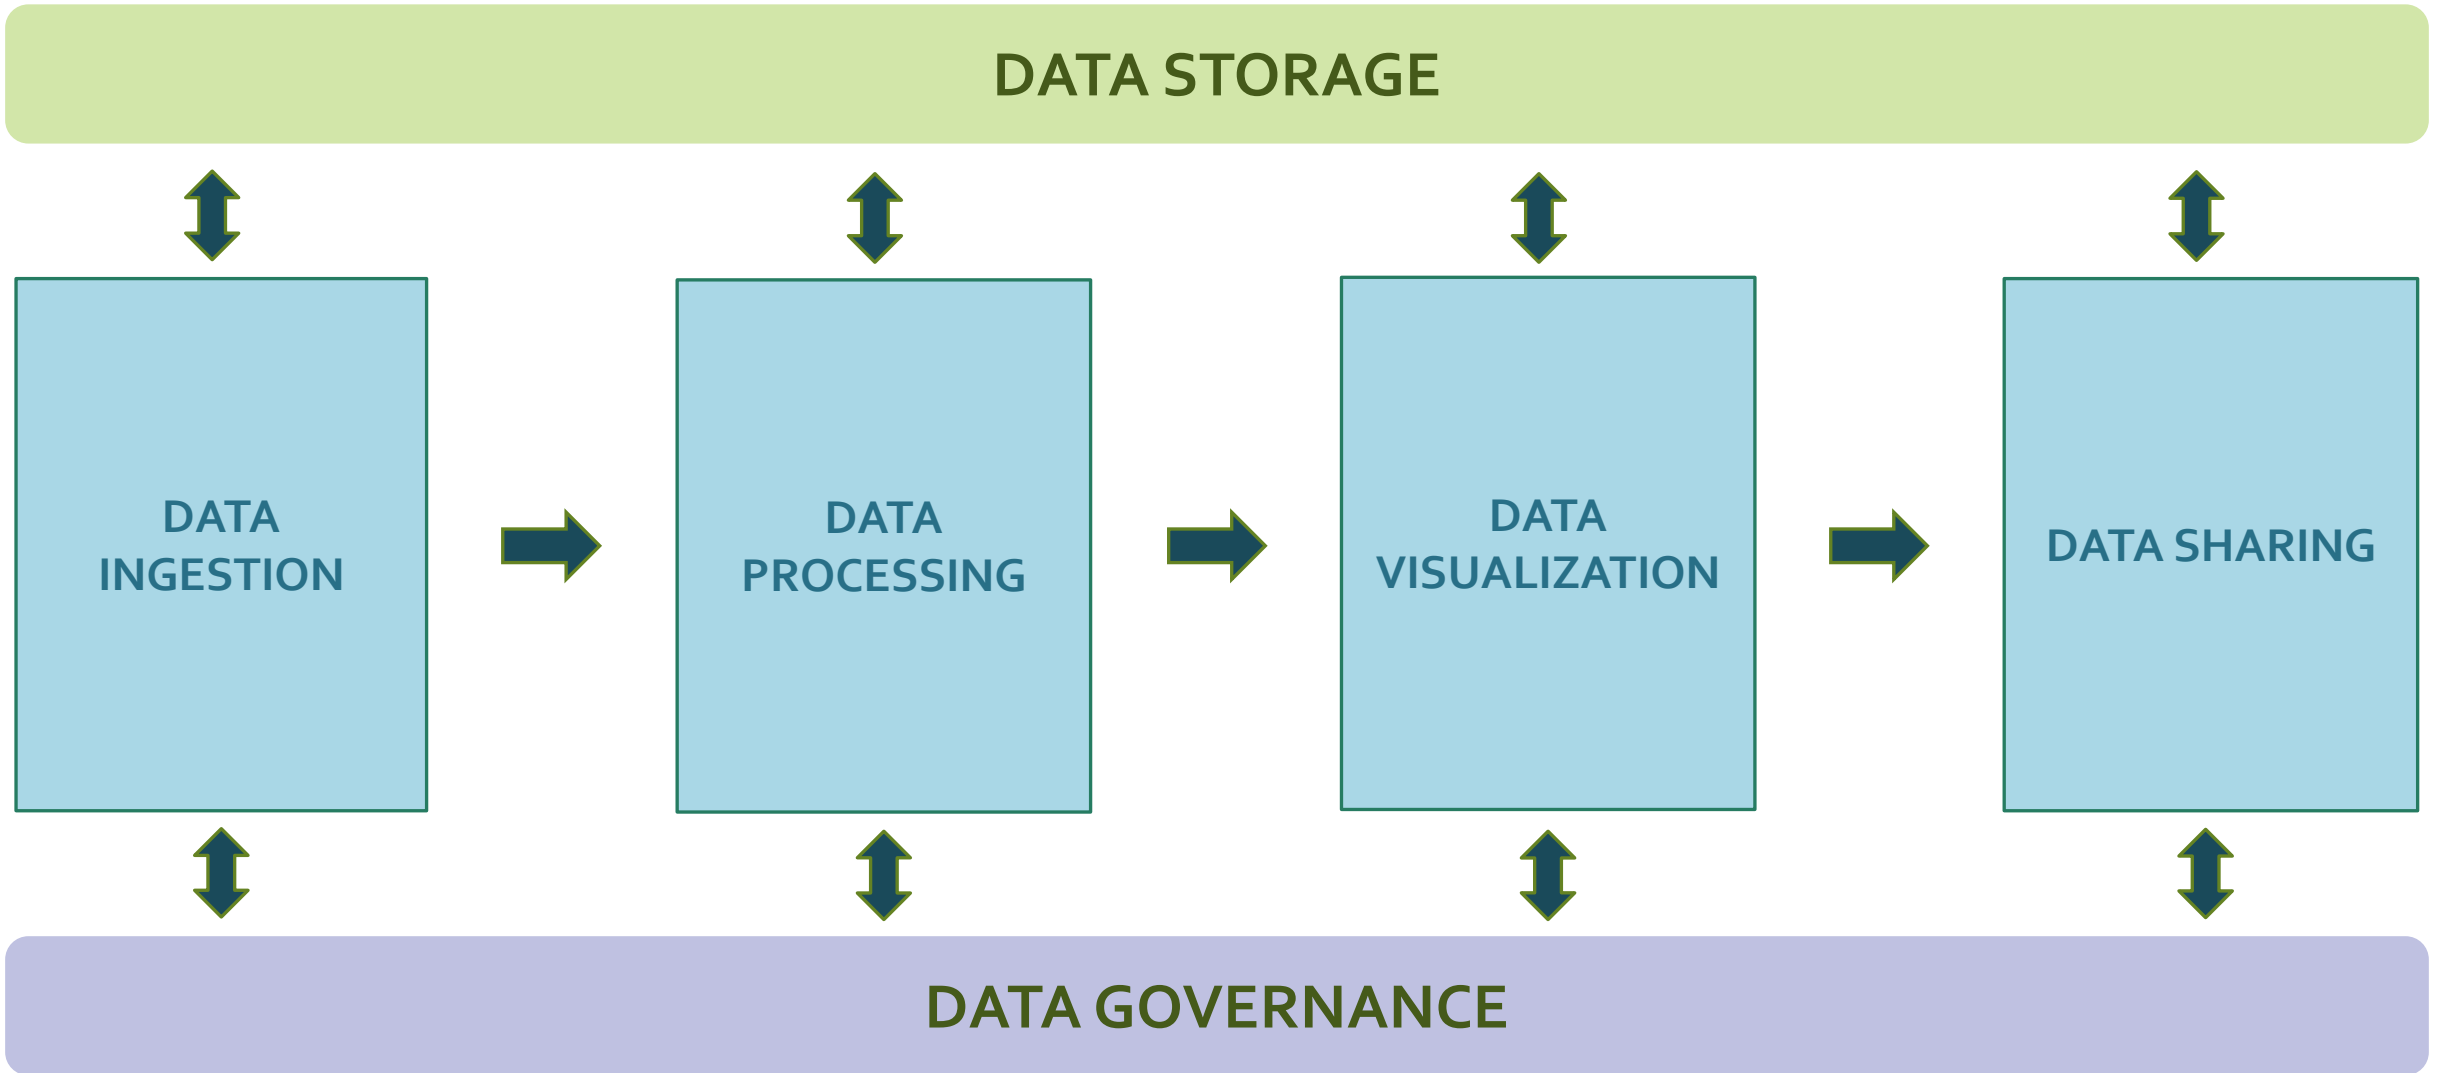 DATA STORAGE
DATA
INGESTION
DATA
PROCESSING
DATA
VISUALIZATION
DATA SHARING
DATA GOVERNANCE